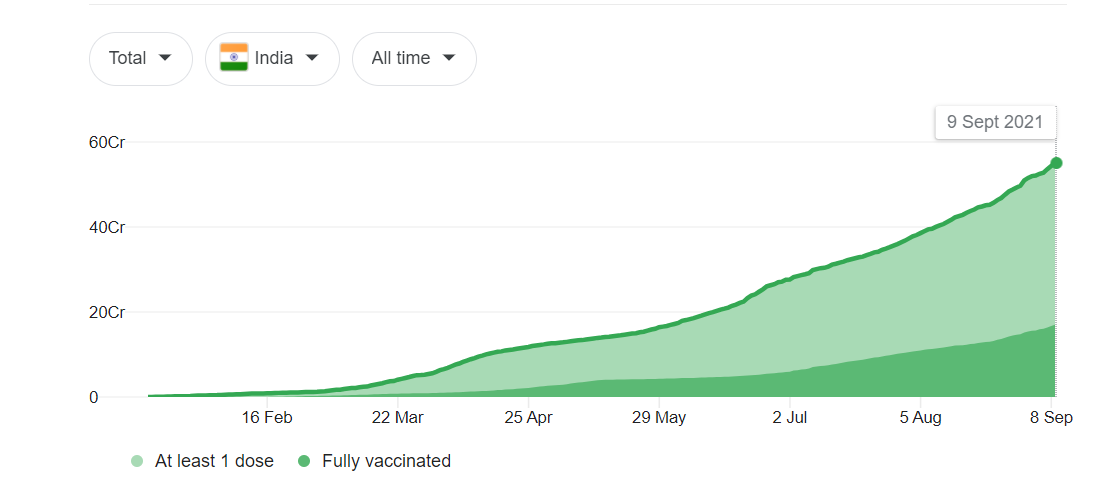 Total India All time
9 Sept 2021
60Cr
40Cr
20Cr
0
16 Feb 22 Mar 25 Apr 29 May 2 Jul 5 Aug 8 Sep
At least 1 dose Fully vaccinated